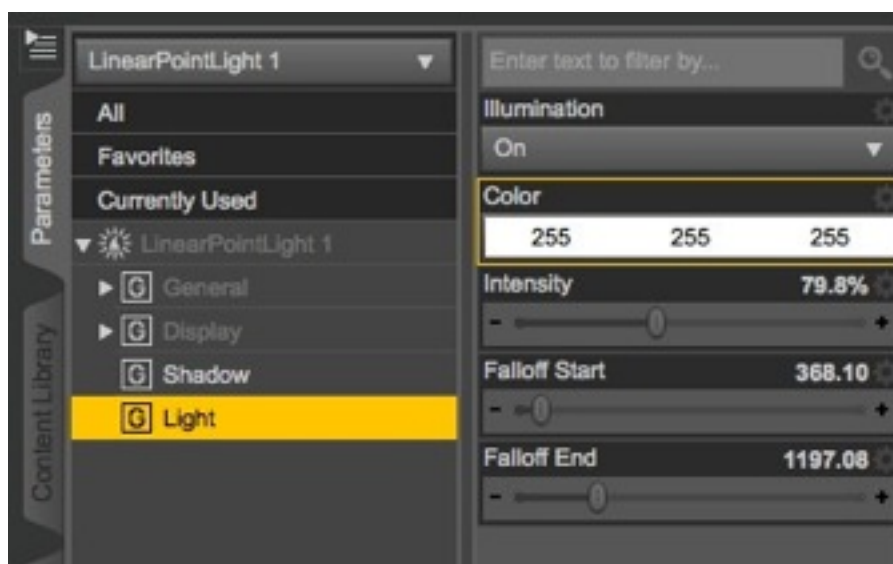 Parameters
Content Library
LinearPointLight 1
All
Favorites
Currently Used
LinearPointLight 1
G General
G Display
G Shadow
G Light
Enter text to filter by...
Illumination
On
Color
255 255 255
Intensity 79.8%
- +
Falloff Start 368.10
- +
Falloff End 1197.08
- +